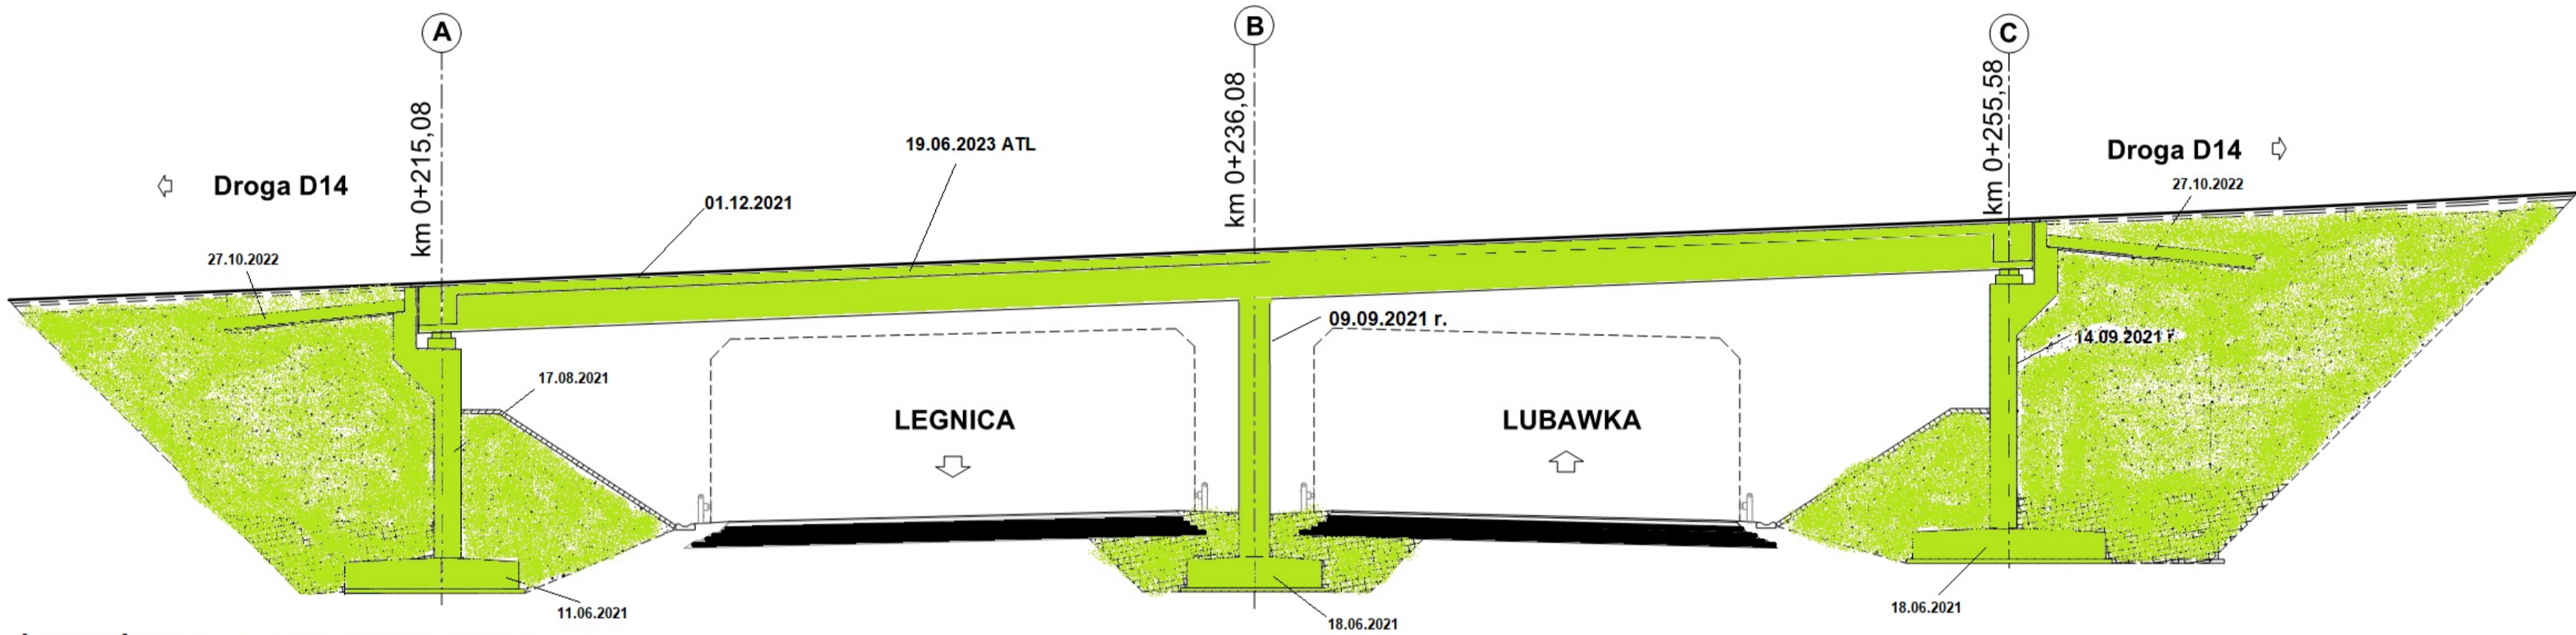 A
B
C
km 0+215,08
km 0+236,08
km 0+255,58
19.06.2023 ATL
Droga D14
Droga D14
27.10.2022
01.12.2021
27.10.2022
09.09.2021 r.
14.09.2021 r
17.08.2021
LEGNICA
LUBAWKA
11.06.2021
18.06.2021
18.06.2021